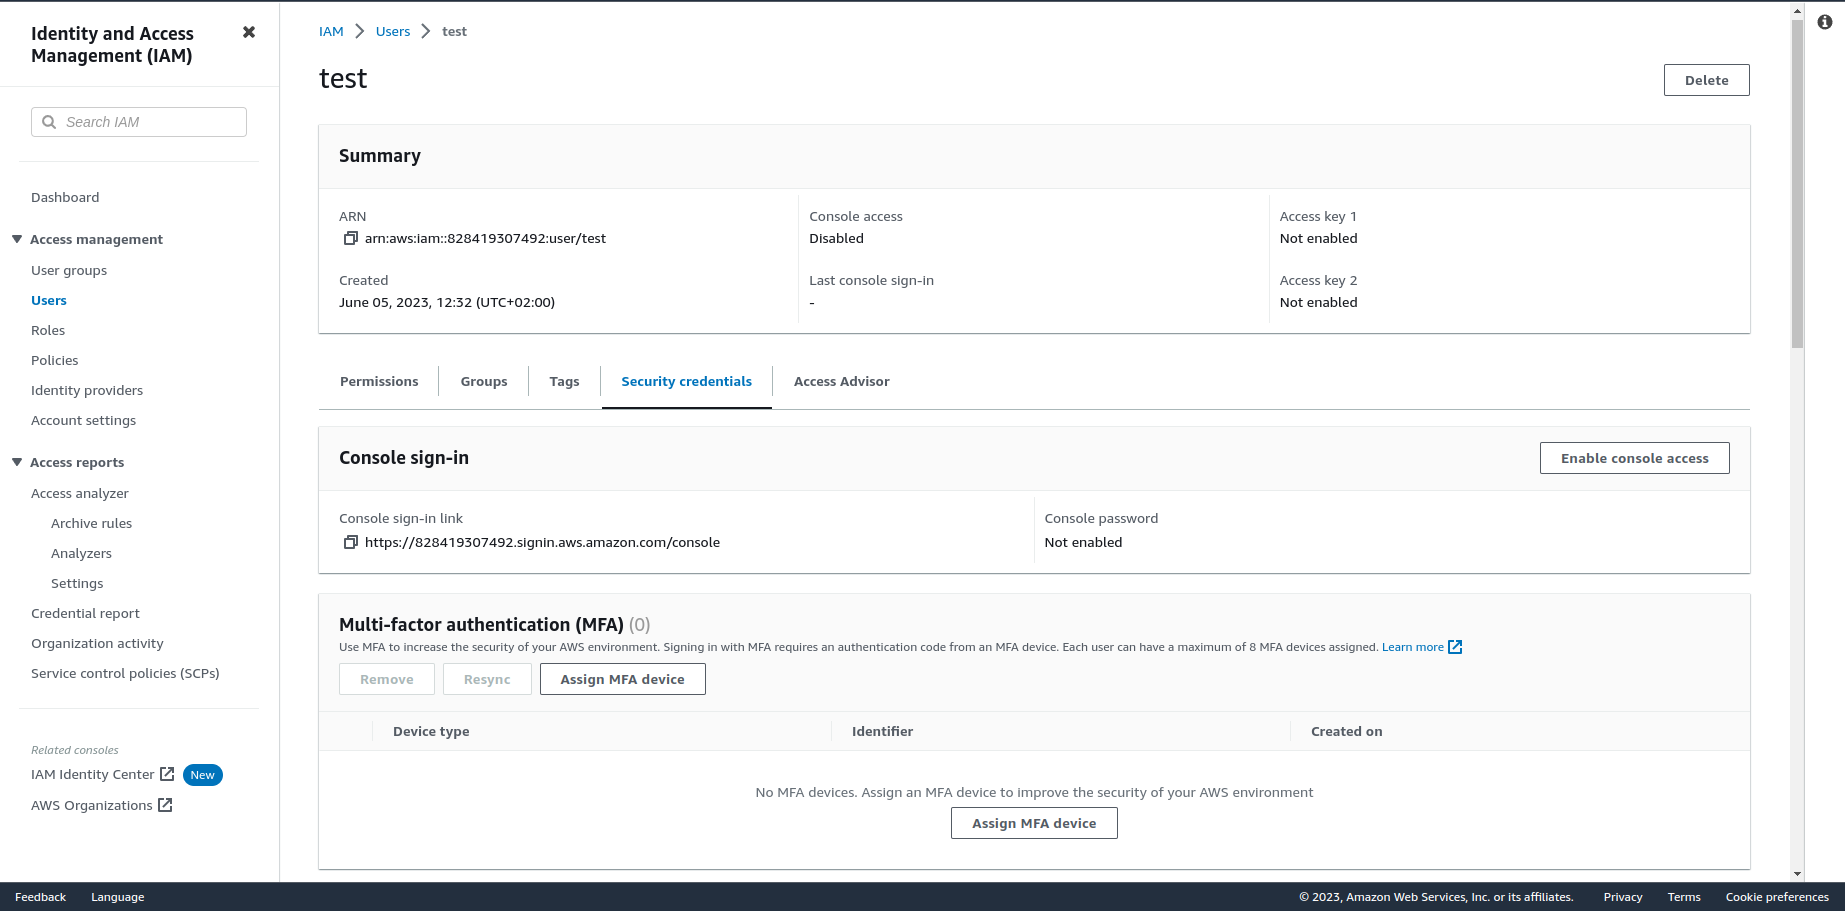 Identity and Access
Management (IAM)
Search IAM
Dashboard
Access management
User groups
Users
Roles
Policies
Identity providers
Account settings
Access reports
Access analyzer
Archive rules
Analyzers
Settings
Credential report
Organization activity
Service control policies (SCPs)
Related consoles
IAM Identity Center New
AWS Organizations
IAM Users test
test
Delete
Summary
ARN
arn:aws:iam::828419307492:user/test
Created
June 05, 2023, 12:32 (UTC+02:00)
Console access
Disabled
Last console sign-in
-
Access key 1
Not enabled
Access key 2
Not enabled
Permissions Groups Tags Security credentials Access Advisor
Console sign-in
Enable console access
Console sign-in link
https://828419307492.signin.aws.amazon.com/console
Console password
Not enabled
Multi-factor authentication (MFA) (0)
Use MFA to increase the security of your AWS environment. Signing in with MFA requires an authentication code from an MFA device. Each user can have a maximum of 8 MFA devices assigned. Learn more
Remove Resync Assign MFA device
Device type Identifier Created on
No MFA devices. Assign an MFA device to improve the security of your AWS environment
Assign MFA device
Feedback Language © 2023, Amazon Web Services, Inc. or its affiliates. Privacy Terms Cookie preferences